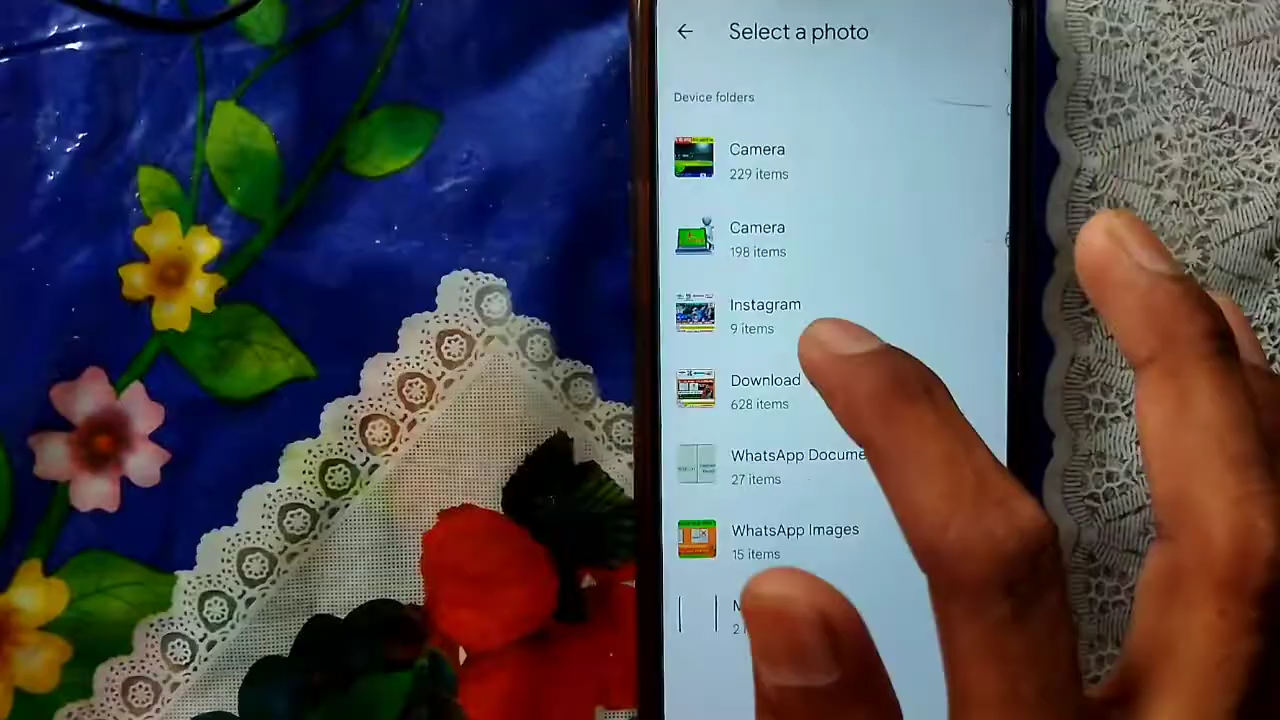 Select a photo
Device folders
Camera
229 items
Camera
198 items
Instagram
9 items
Download
628 items
WhatsApp
27 items
WhatsApp Images
15 items